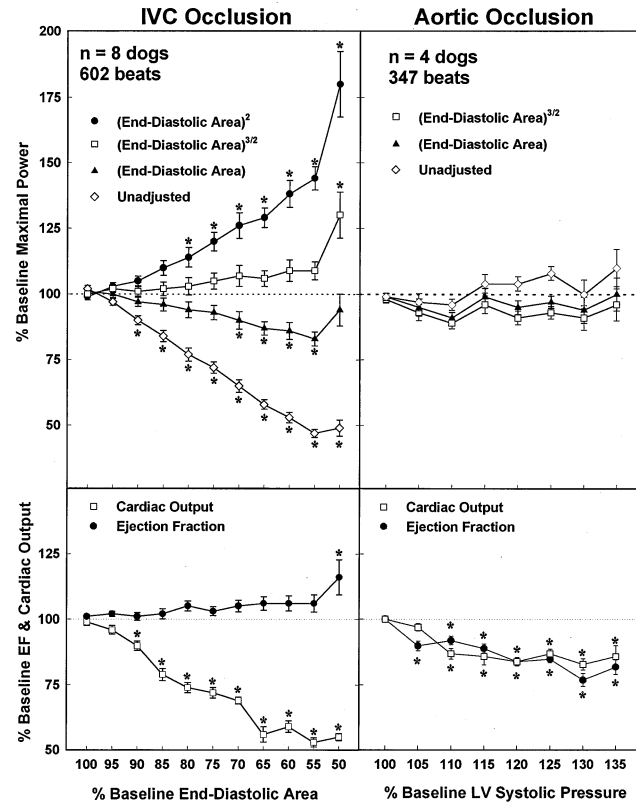 IVC Occlusion
Aortic Occlusion
% Baseline Maximal Power
200
175
150
125
100
75
50
n = 8 dogs
602 beats
(End-Diastolic Area)2
(End-Diastolic Area)3/2
(End-Diastolic Area)
Unadjusted
* * * * * * * *
* * * * *
* * * * * * * * *
n = 4 dogs
347 beats
(End-Diastolic Area)3/2
(End-Diastolic Area)
Unadjusted
% Baseline EF & Cardiac Output
125
100
75
50
Cardiac Output
Ejection Fraction
*
* * * * * * * * *
Cardiac Output
Ejection Fraction
* * * * * *
* * * * * * *
100 95 90 85 80 75 70 65 60 55 50
100 105 110 115 120 125 130 135
% Baseline End-Diastolic Area
% Baseline LV Systolic Pressure